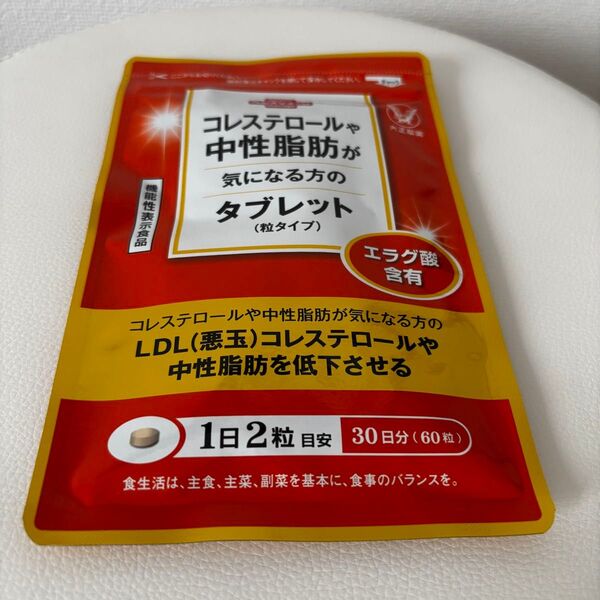 コレステロールや
中性脂肪が
気になる方の
タブレット
(粒タイプ)
大正製薬
機能性表示食品
エラグ酸
含有
コレステロールや中性脂肪が気になる方の
LDL(悪玉)コレステロールや
中性脂肪を低下させる
1日2粒 目安 30日分(60粒)
食生活は、主食、主菜、副菜を基本に、食事のバランスを。